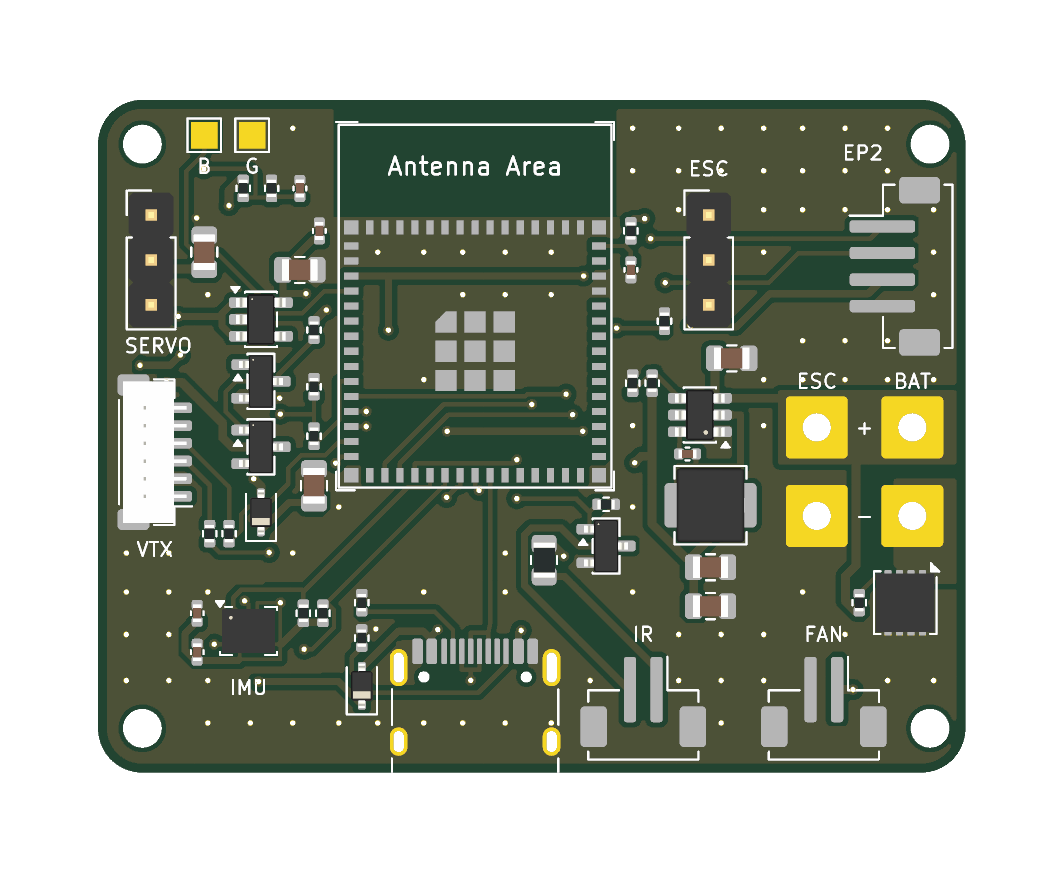 B G
Antenna Area
ESC
EP2
SERVO
ESC BAT
+
VTX
−
IR
FAN
IMU